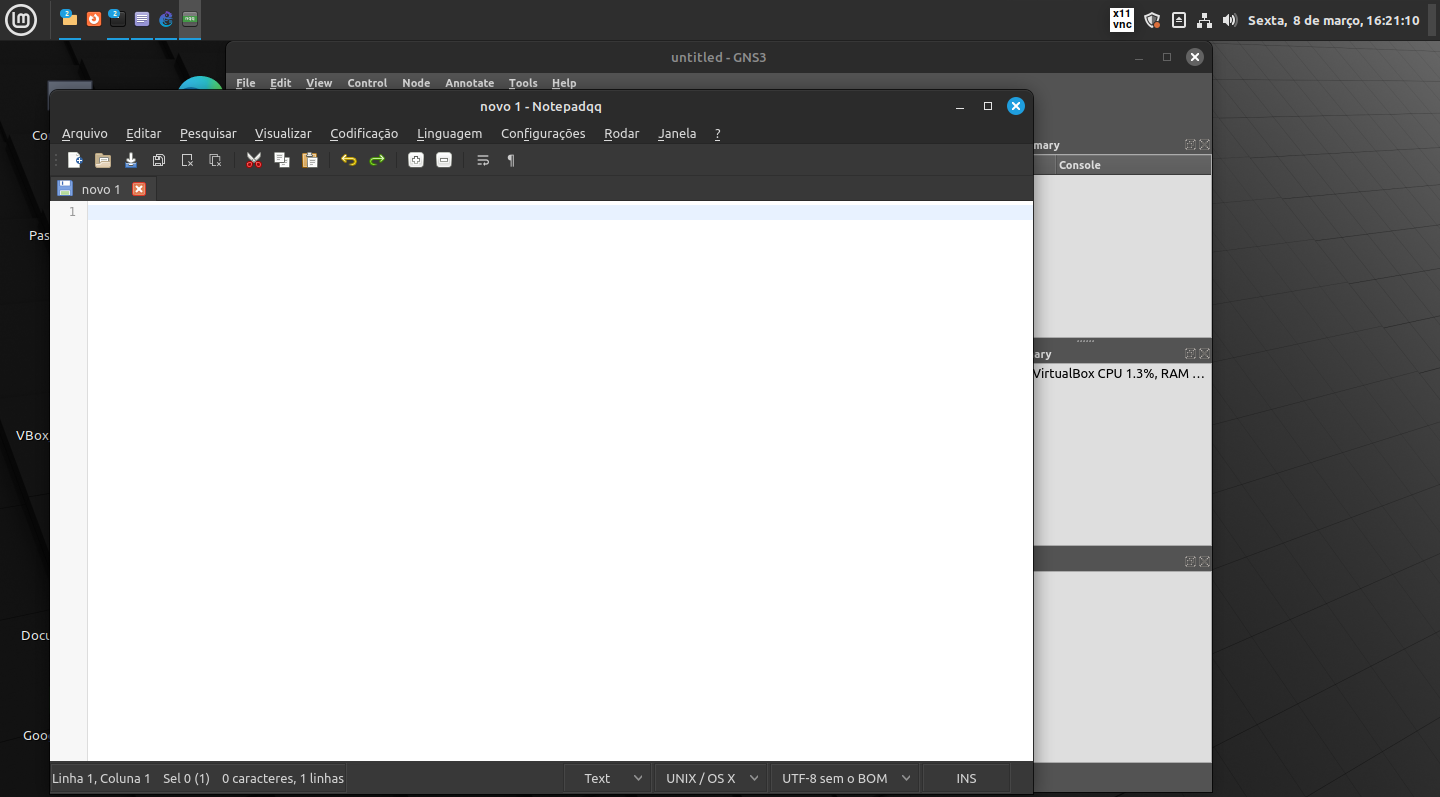 x11
vnc
Sexta, 8 de março, 16:21:10
2
2
untitled - GNS3
File Edit View Control Node Annotate Tools Help
novo 1 - Notepadqq
Arquivo Editar Pesquisar Visualizar Codificação Linguagem Configurações Rodar Janela ?
novo 1
1
mary
Console
ary
VirtualBox CPU 1.3%, RAM ...
Co
Pas
VBox
Docu
Goo
Linha 1, Coluna 1 Sel 0 (1) 0 caracteres, 1 linhas
Text UNIX / OS X UTF-8 sem o BOM INS